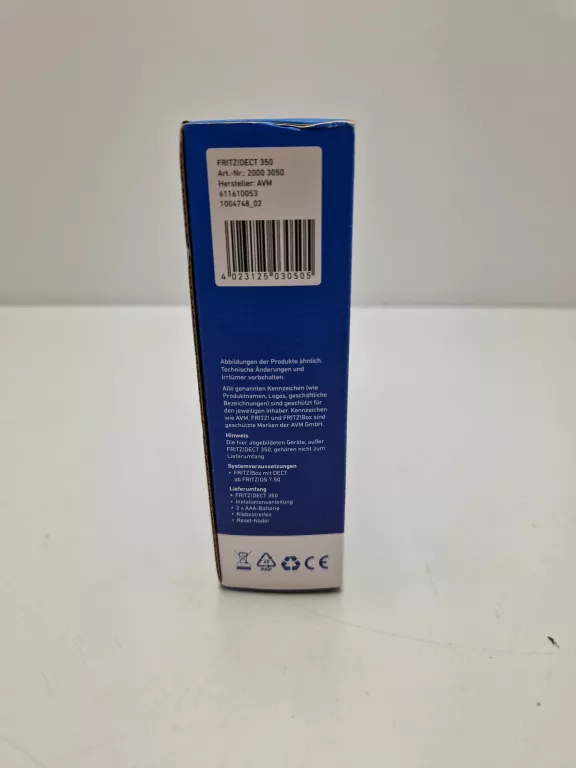 FRITZ!DECT 350
Art.-Nr.: 2000 3050
Hersteller: AVM
611610053
1004748_02
4 023125 030505
Abbildungen der Produkte ähnlich.
Technische Änderungen und
Irrtümer vorbehalten.
Alle genannten Kennzeichen (wie
Produktnamen, Logos, geschäftliche
Bezeichnungen) sind geschützt für
den jeweiligen Inhaber. Kennzeichen
wie AVM, FRITZ! und FRITZ!Box sind
geschützte Marken der AVM GmbH.
Hinweis
Die hier abgebildeten Geräte, außer
FRITZ!DECT 350, gehören nicht zum
Lieferumfang
Systemvoraussetzungen
• FRITZ!Box mit DECT
ab FRITZ!OS 7.50
Lieferumfang
• FRITZ!DECT 350
• Installationsanleitung
• 2 x AAA-Batterie
• Klebestreifen
• Reset-Nadel
PAP
CE